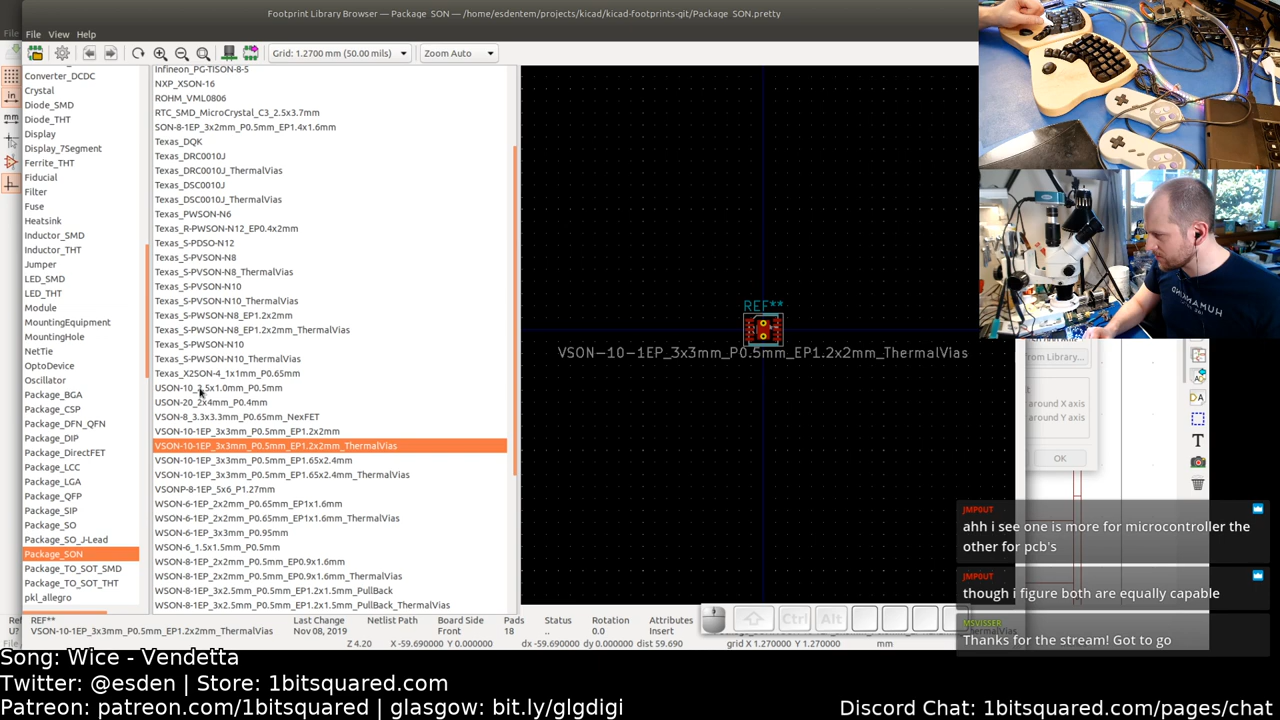 Footprint Library Browser — Package_SON — /home/esdentem/projects/kicad/kicad-footprints-git/Package_SON.pretty
File View Help
Grid: 1.2700 mm (50.00 mils)
Zoom Auto
in
mm
Converter_DCDC
Crystal
Diode_SMD
Diode_THT
Display
Display_7Segment
Ferrite_THT
Fiducial
Filter
Fuse
Heatsink
Inductor_SMD
Inductor_THT
Jumper
LED_SMD
LED_THT
Module
MountingEquipment
MountingHole
NetTie
OptoDevice
Oscillator
Package_BGA
Package_CSP
Package_DFN_QFN
Package_DIP
Package_DirectFET
Package_LCC
Package_LGA
Package_QFP
Package_SIP
Package_SO
Package_SO_J-Lead
Package_SON
Package_TO_SOT_SMD
Package_TO_SOT_THT
pkl_allegro
Infineon_PG-TISON-8-5
NXP_XSON-16
ROHM_VML0806
RTC_SMD_MicroCrystal_C3_2.5x3.7mm
SON-8-1EP_3x2mm_P0.5mm_EP1.4x1.6mm
Texas_DQK
Texas_DRC0010J
Texas_DRC0010J_ThermalVias
Texas_DSC0010J
Texas_DSC0010J_ThermalVias
Texas_PWSON-N6
Texas_R-PWSON-N12_EP0.4x2mm
Texas_S-PDSO-N12
Texas_S-PVSON-N8
Texas_S-PVSON-N8_ThermalVias
Texas_S-PVSON-N10
Texas_S-PVSON-N10_ThermalVias
Texas_S-PWSON-N8_EP1.2x2mm
Texas_S-PWSON-N8_EP1.2x2mm_ThermalVias
Texas_S-PWSON-N10
Texas_S-PWSON-N10_ThermalVias
Texas_X2SON-4_1x1mm_P0.65mm
USON-10_2.5x1.0mm_P0.5mm
USON-20_2x4mm_P0.4mm
VSON-8_3.3x3.3mm_P0.65mm_NexFET
VSON-10-1EP_3x3mm_P0.5mm_EP1.2x2mm
VSON-10-1EP_3x3mm_P0.5mm_EP1.2x2mm_ThermalVias
VSON-10-1EP_3x3mm_P0.5mm_EP1.65x2.4mm
VSON-10-1EP_3x3mm_P0.5mm_EP1.65x2.4mm_ThermalVias
VSONP-8-1EP_5x6_P1.27mm
WSON-6-1EP_2x2mm_P0.65mm_EP1x1.6mm
WSON-6-1EP_2x2mm_P0.65mm_EP1x1.6mm_ThermalVias
WSON-6-1EP_3x3mm_P0.95mm
WSON-6_1.5x1.5mm_P0.5mm
WSON-8-1EP_2x2mm_P0.5mm_EP0.9x1.6mm
WSON-8-1EP_2x2mm_P0.5mm_EP0.9x1.6mm_ThermalVias
WSON-8-1EP_3x2.5mm_P0.5mm_EP1.2x1.5mm_PullBack
WSON-8-1EP_3x2.5mm_P0.5mm_EP1.2x1.5mm_PullBack_ThermalVias
REF**
VSON-10-1EP_3x3mm_P0.5mm_EP1.2x2mm_ThermalVias
from Library...
around X axis
around Y axis
OK
T
JMP0UT
ahh i see one is more for microcontroller the
other for pcb's
JMP0UT
though i figure both are equally capable
MSVISSER
Thanks for the stream! Got to go
Ctrl
Alt
REF** Last Change Netlist Path Board Side Pads Status Rotation Attributes
VSON-10-1EP_3x3mm_P0.5mm_EP1.2x2mm_ThermalVias Nov 08, 2019 Front 18 .. 0.0 Insert
Z 4.20 X -59.690000 Y 0.000000 dx -59.690000 dy 0.000000 dist 59.690 grid X 1.270000 Y 1.270000 mm
Song: Wice - Vendetta
Twitter: @esden | Store: 1bitsquared.com
Patreon: patreon.com/1bitsquared | glasgow: bit.ly/glgdigi
Discord Chat: 1bitsquared.com/pages/chat